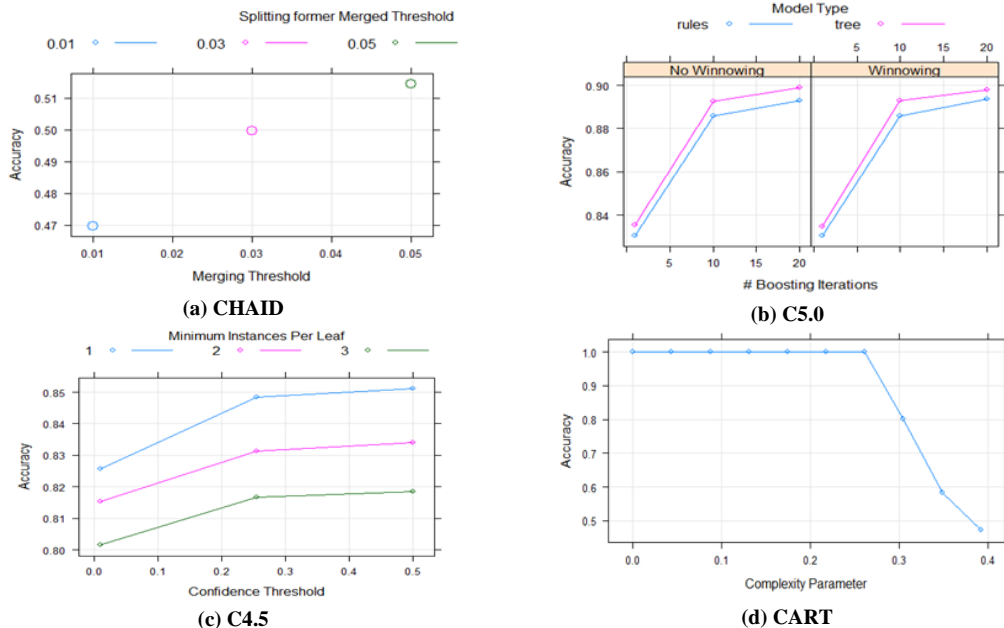 Splitting former Merged Threshold
0.01 0.03 0.05
0.51
0.50
0.49
0.48
0.47
Accuracy
0.01 0.02 0.03 0.04 0.05
Merging Threshold
(a) CHAID
Model Type
rules tree
5 10 15 20
No Winnowing Winnowing
0.90
0.88
0.86
0.84
Accuracy
5 10 15 20
# Boosting Iterations
(b) C5.0
Minimum Instances Per Leaf
1 2 3
0.85
0.84
0.83
0.82
0.81
0.80
Accuracy
0.0 0.1 0.2 0.3 0.4 0.5
Confidence Threshold
(c) C4.5
1.0
0.9
0.8
0.7
0.6
0.5
Accuracy
0.0 0.1 0.2 0.3 0.4
Complexity Parameter
(d) CART